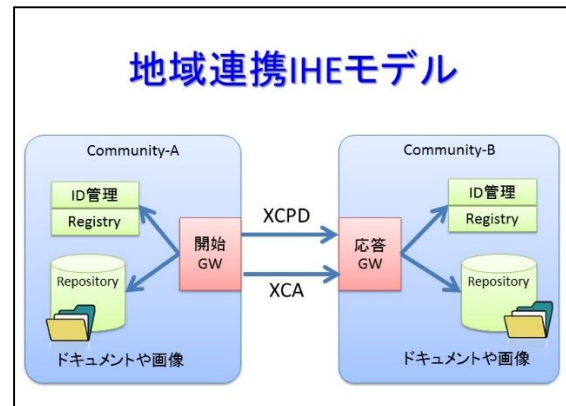 地域連携IHEモデル
Community-A
ID管理
Registry
開始
GW
Repository
ドキュメントや画像
XCPD
XCA
Community-B
応答
GW
ID管理
Registry
Repository
ドキュメントや画像